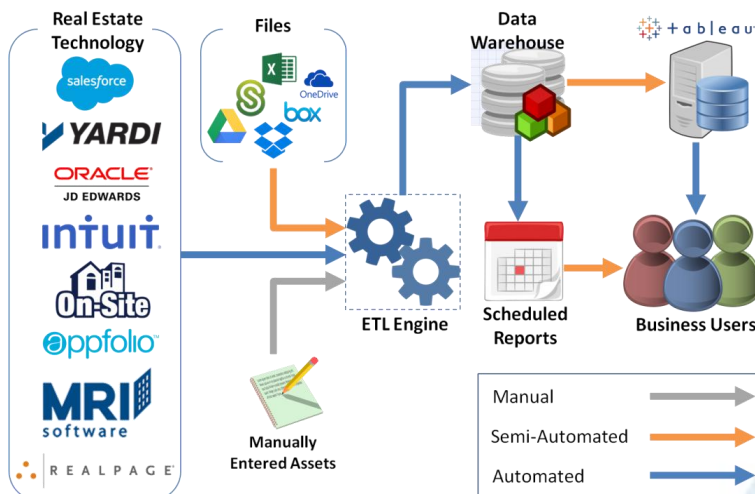 Real Estate
Technology
salesforce
YARDI
ORACLE
JD EDWARDS
INTUIT
On-Site
appfolio
MRI
software
REALPAGE
Files
OneDrive
box
Manually
Entered Assets
ETL Engine
Data
Warehouse
Scheduled
Reports
+ableau
Business Users
Manual
Semi-Automated
Automated